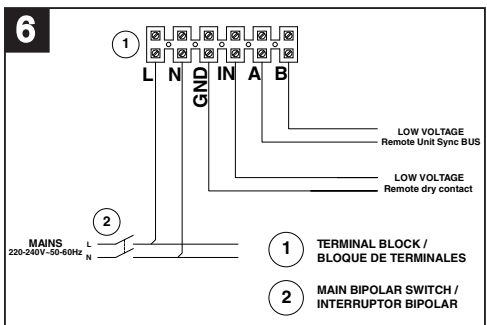 6
1
L N GND IN A B
LOW VOLTAGE
Remote Unit Sync BUS
LOW VOLTAGE
Remote dry contact
2
MAINS
220-240V~50-60Hz
L
N
1 TERMINAL BLOCK /
BLOQUE DE TERMINALES
2 MAIN BIPOLAR SWITCH /
INTERRUPTOR BIPOLAR